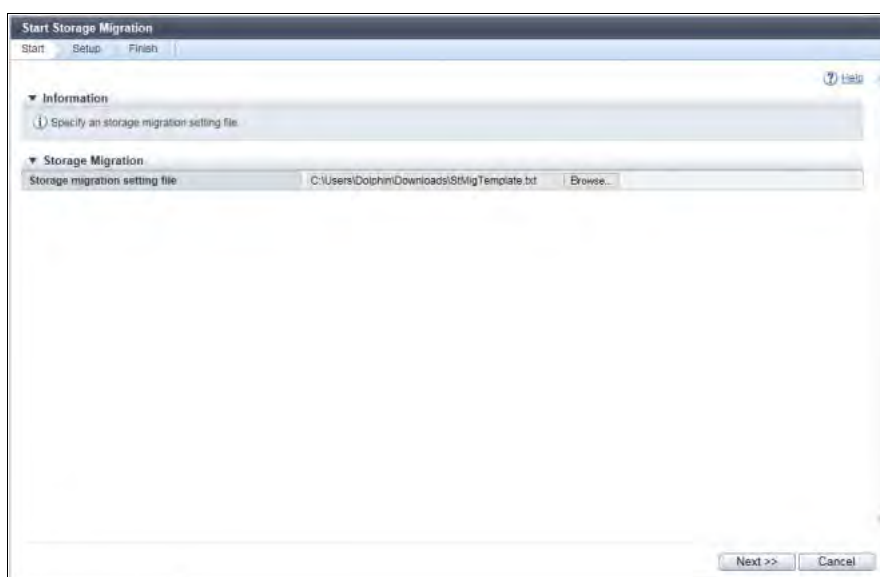 Start Storage Migration
Start Setup Finish
? Help
▼ Information
i Specify an storage migration setting file.
▼ Storage Migration
Storage migration setting file C:\Users\Dolphin\Downloads\StMigTemplate.txt Browse...
Next >> Cancel